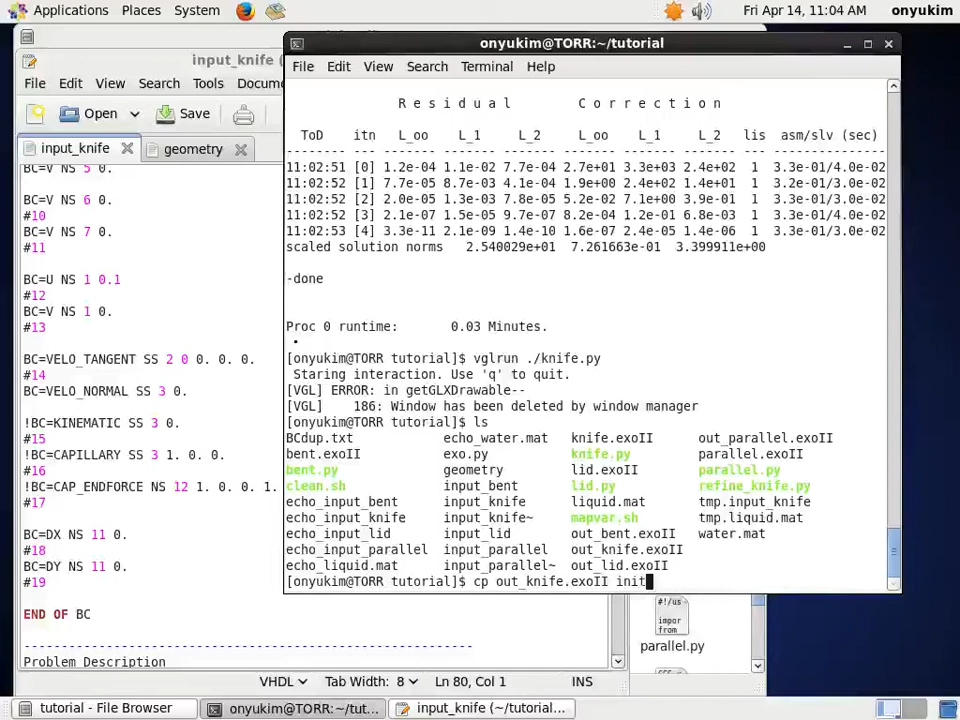 Applications Places System Fri Apr 14, 11:04 AM onyukim
input_knife (
File Edit View Search Tools Docume
Open Save
input_knife geometry
BC=V NS 5 0.
BC=V NS 6 0.
#10
BC=V NS 7 0.
#11
BC=U NS 1 0.1
#12
BC=V NS 1 0.
#13
BC=VELO_TANGENT SS 2 0 0. 0. 0.
#14
BC=VELO_NORMAL SS 3 0.
!BC=KINEMATIC SS 3 0.
#15
!BC=CAPILLARY SS 3 1. 0. 0.
#16
!BC=CAP_ENDFORCE NS 12 1. 0. 0. 1.
#17
BC=DX NS 11 0.
#18
BC=DY NS 11 0.
#19
END OF BC
-----------------------------------------------------------
Problem Description
VHDL Tab Width: 8 Ln 80, Col 1 INS
onyukim@TORR:~/tutorial
File Edit View Search Terminal Help
R e s i d u a l C o r r e c t i o n
ToD itn L_oo L_1 L_2 L_oo L_1 L_2 lis asm/slv (sec)
-------- --- ------- ------- ------- ------- ------- ------- --- ---------------
11:02:51 [0] 1.2e-04 1.1e-02 7.7e-04 2.7e+01 3.3e+03 2.4e+02 1 3.3e-01/4.0e-02
11:02:52 [1] 7.7e-05 8.7e-03 4.1e-04 1.9e+00 2.4e+02 1.4e+01 1 3.2e-01/3.0e-02
11:02:52 [2] 2.0e-05 1.3e-03 7.8e-05 5.2e-02 7.1e+00 3.9e-01 1 3.3e-01/3.0e-02
11:02:52 [3] 2.1e-07 1.5e-05 9.7e-07 8.2e-04 1.2e-01 6.8e-03 1 3.3e-01/4.0e-02
11:02:53 [4] 3.3e-11 2.1e-09 1.4e-10 1.6e-07 2.4e-05 1.4e-06 1 3.3e-01/3.0e-02
scaled solution norms 2.540029e+01 7.261663e-01 3.399911e+00
-done
Proc 0 runtime: 0.03 Minutes.
[onyukim@TORR tutorial]$ vglrun ./knife.py
Staring interaction. Use 'q' to quit.
[VGL] ERROR: in getGLXDrawable--
[VGL] 186: Window has been deleted by window manager
[onyukim@TORR tutorial]$ ls
BCdup.txt echo_water.mat knife.exoII out_parallel.exoII
bent.exoII exo.py knife.py parallel.exoII
bent.py geometry lid.exoII parallel.py
clean.sh input_bent lid.py refine_knife.py
echo_input_bent input_knife liquid.mat tmp.input_knife
echo_input_knife input_knife~ mapvar.sh tmp.liquid.mat
echo_input_lid input_lid out_bent.exoII water.mat
echo_input_parallel input_parallel out_knife.exoII
echo_liquid.mat input_parallel~ out_lid.exoII
[onyukim@TORR tutorial]$ cp out_knife.exoII init
#!/us
impor
from
parallel.py
tutorial - File Browser onyukim@TORR:~/tut... input_knife (~/tutorial...